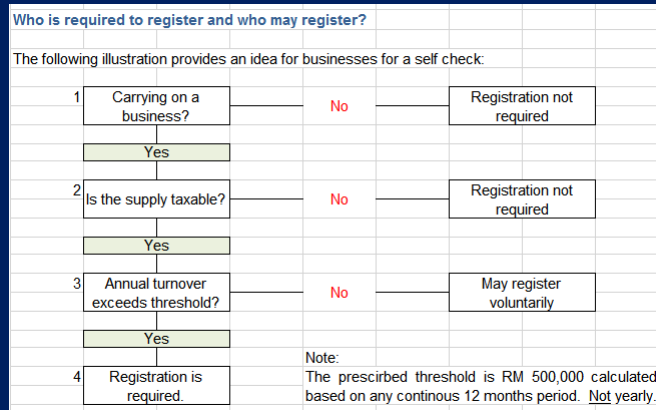 Who is required to register and who may register?
The following illustration provides an idea for businesses for a self check:
1 Carrying on a
business?
No
Registration not
required
Yes
2 Is the supply taxable?
No
Registration not
required
Yes
3 Annual turnover
exceeds threshold?
No
May register
voluntarily
Yes
4 Registration is
required.
Note:
The prescirbed threshold is RM 500,000 calculated
based on any continous 12 months period. Not yearly.